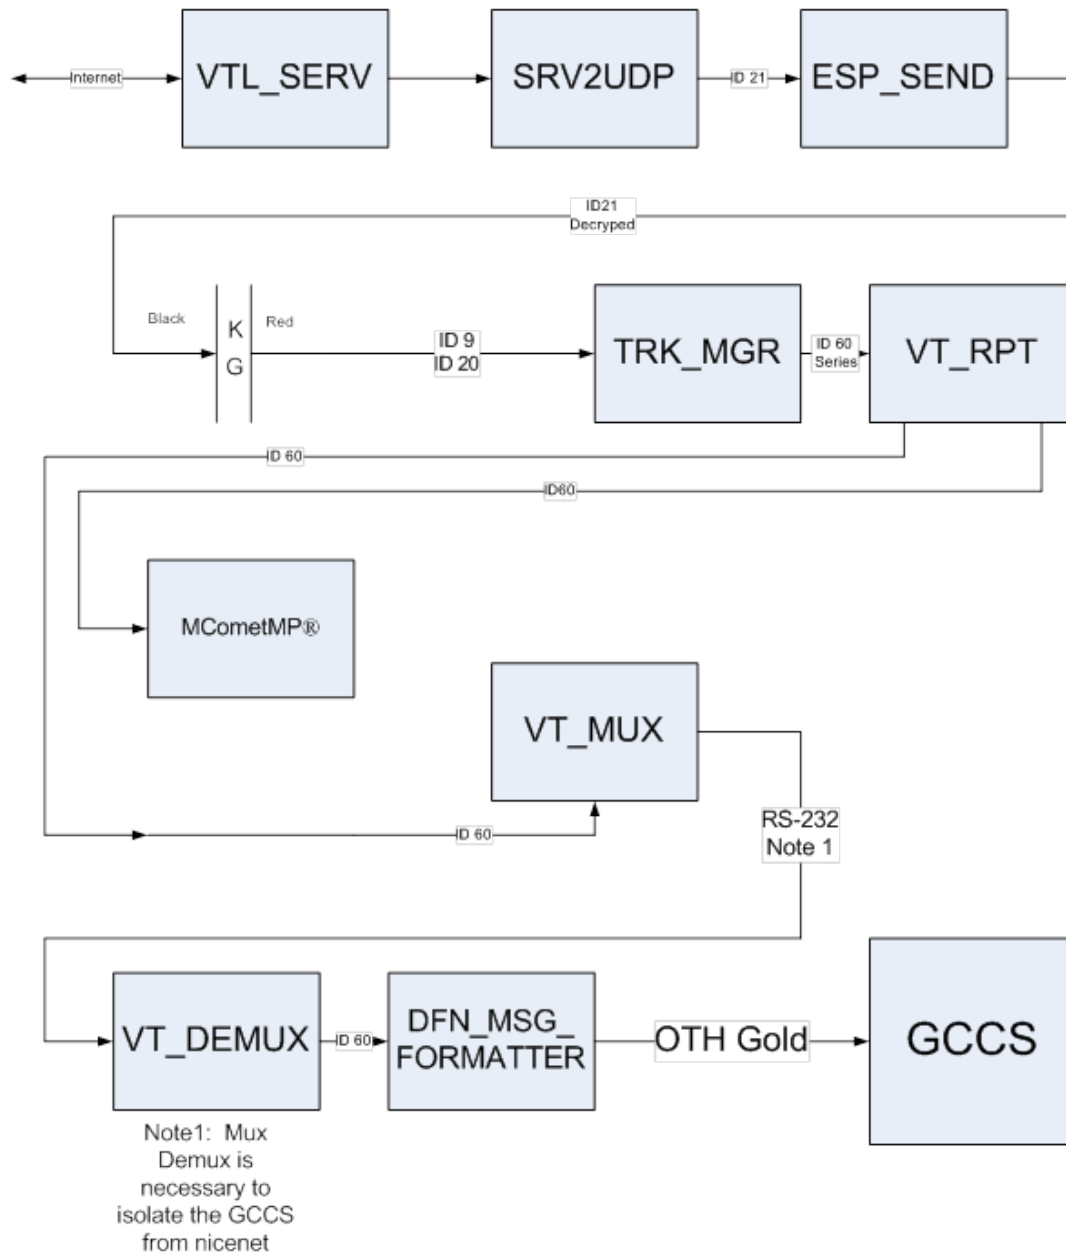 Internet
VTL_SERV
SRV2UDP
ID 21
ESP_SEND
ID21
Decryped
Black
K
G
Red
ID 9
ID 20
TRK_MGR
ID 60
Series
VT_RPT
ID 60
ID60
MCometMP®
VT_MUX
ID 60
RS-232
Note 1
VT_DEMUX
ID 60
DFN_MSG_
FORMATTER
OTH Gold
GCCS
Note1: Mux
Demux is
necessary to
isolate the GCCS
from nicenet